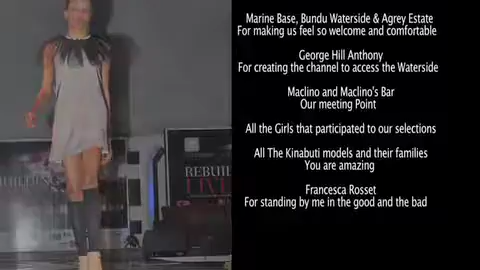 Marine Base, Bundu Waterside & Agrey Estate
For making us feel so welcome and comfortable
George Hill Anthony
For creating the channel to access the Waterside
Maclino and Maclino's Bar
Our meeting Point
All the Girls that participated to our selections
All The Kinabuti models and their families
You are amazing
Francesca Rosset
For standing by me in the good and the bad
BUILDING
REBUI
LIVE